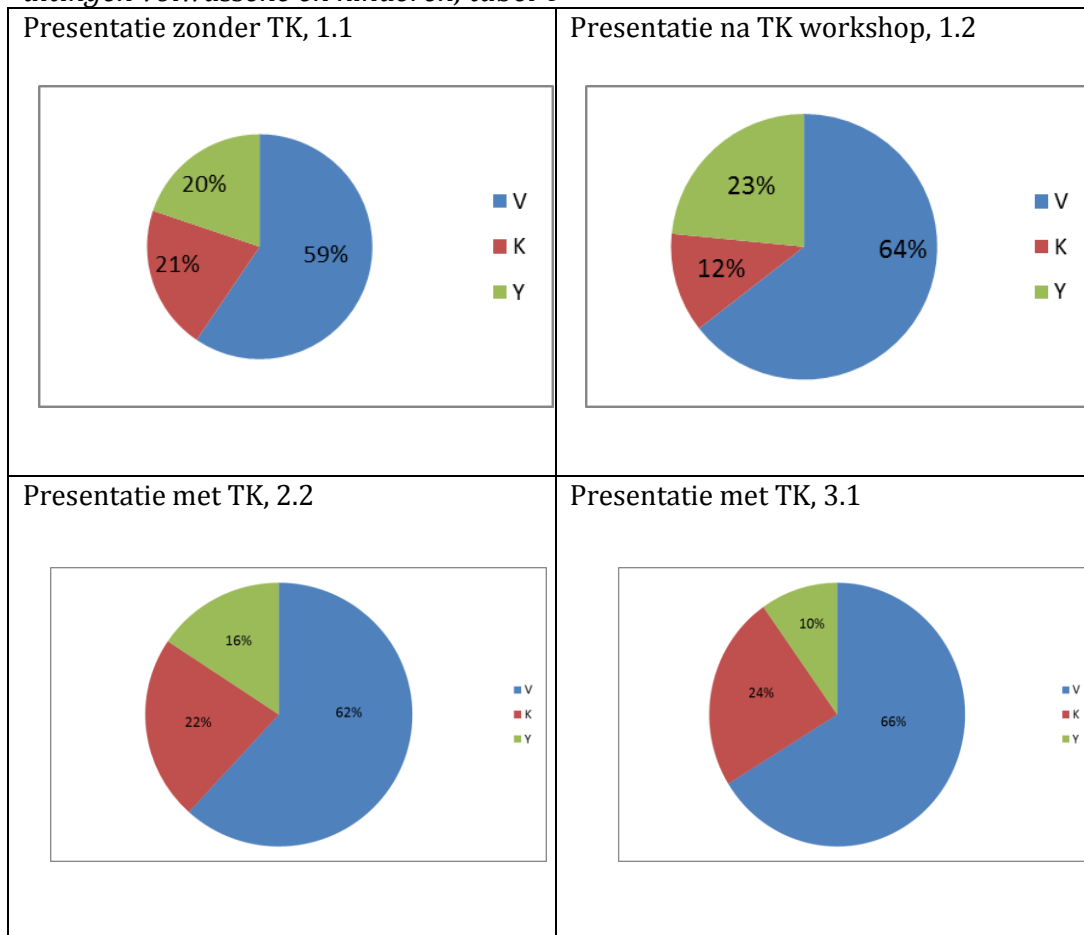 Presentatie zonder TK, 1.1
20%
21%
59%
V
K
Y
Presentatie na TK workshop, 1.2
23%
12%
64%
V
K
Y
Presentatie met TK, 2.2
16%
22%
62%
V
K
Y
Presentatie met TK, 3.1
10%
24%
66%
V
K
Y